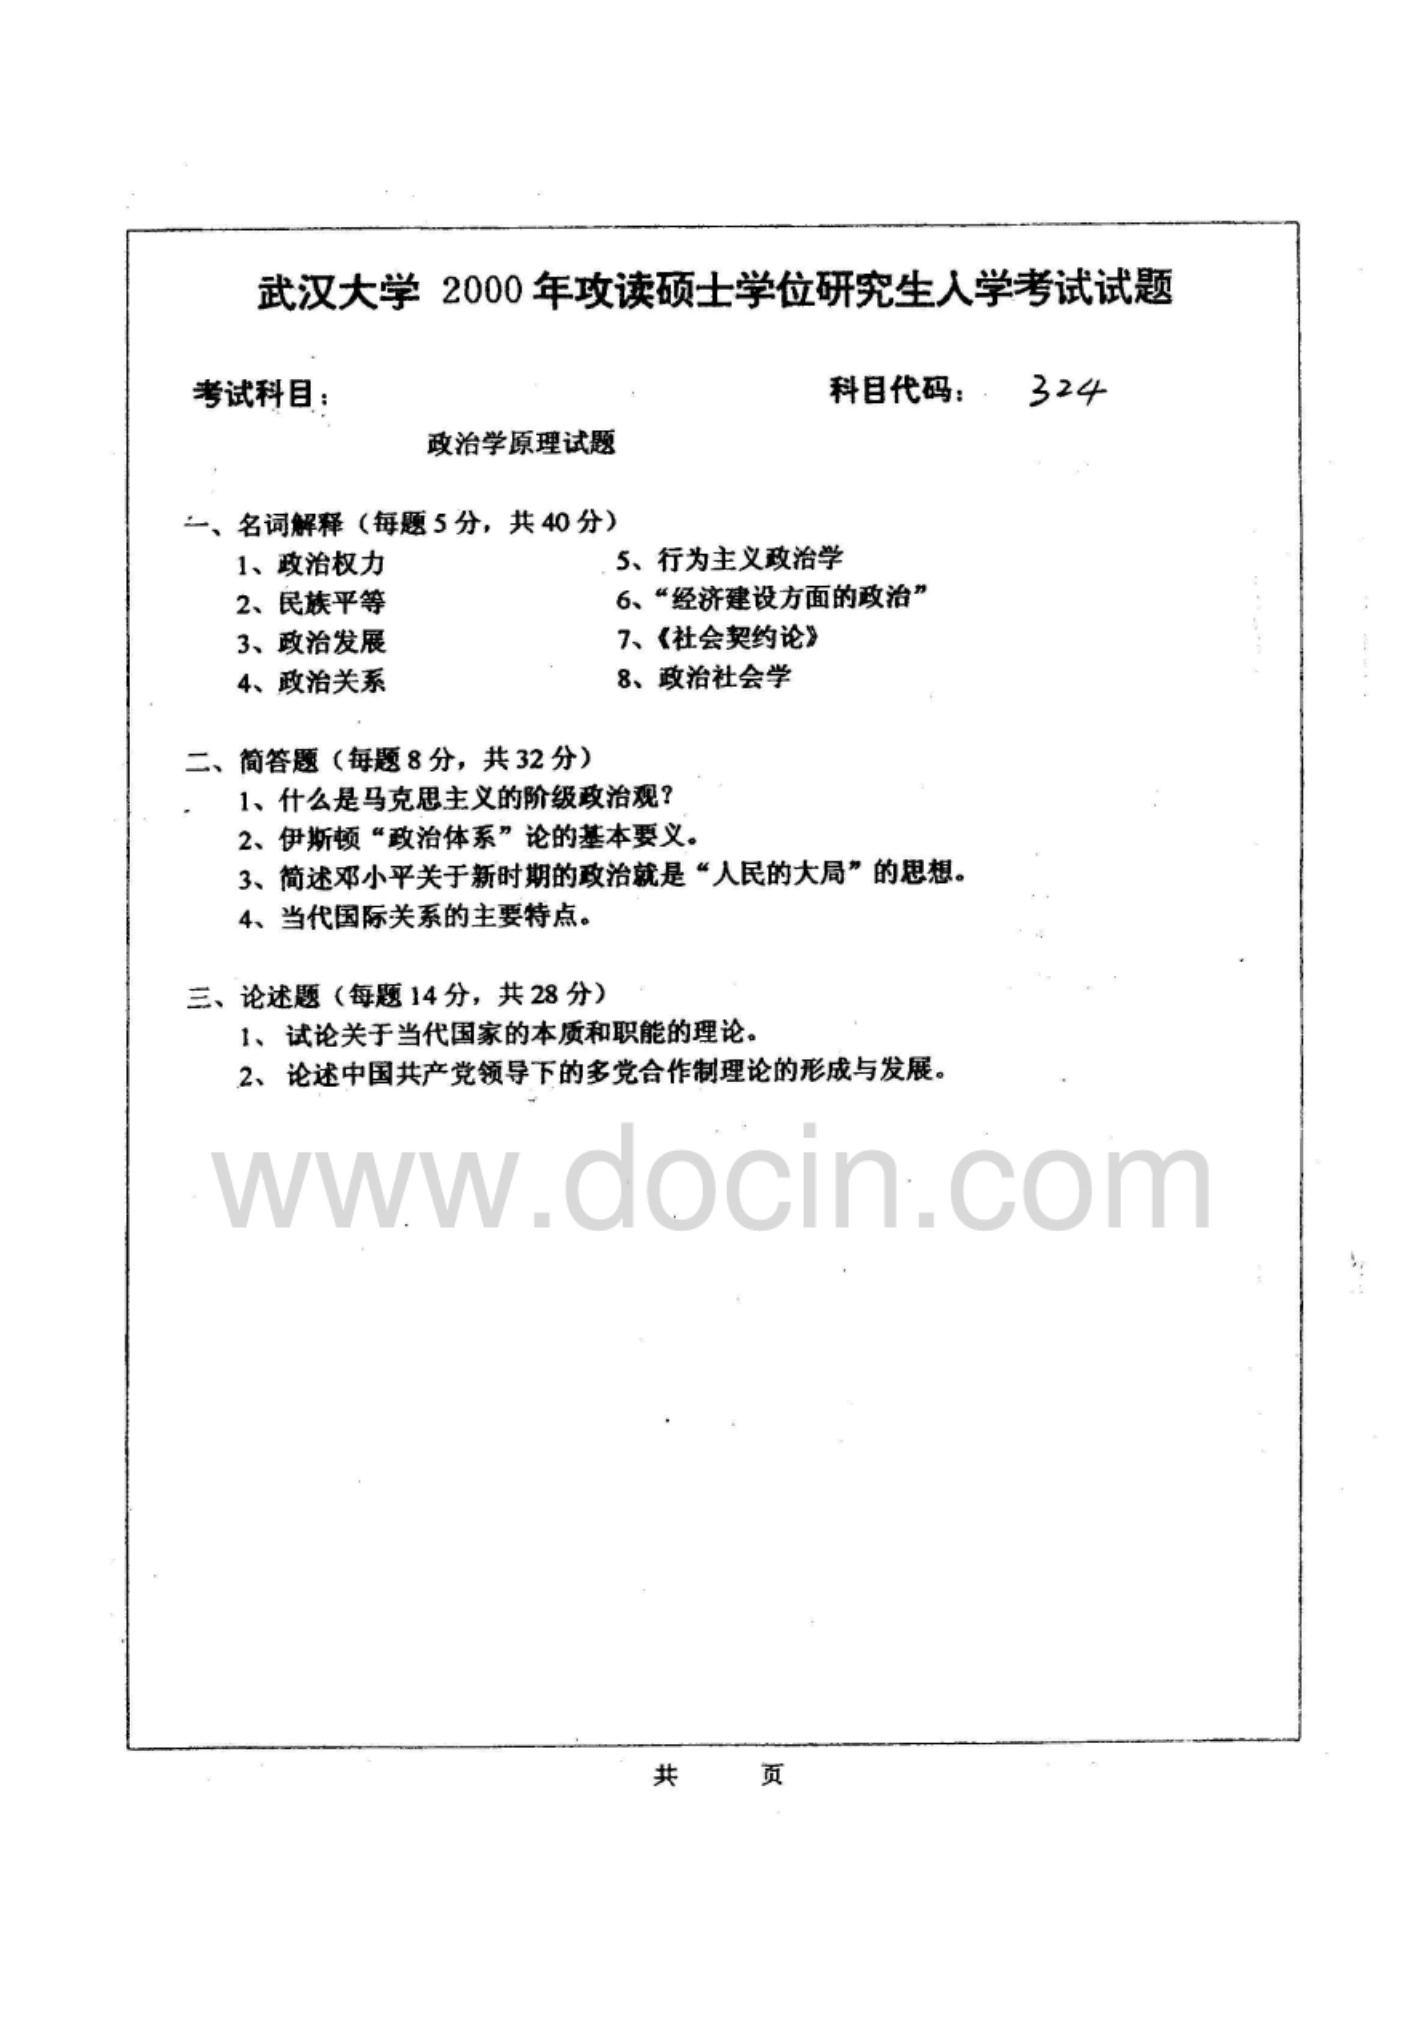 武汉大学 2000 年攻读硕士学位研究生入学考试试题
考试科目： 科目代码： 324
政治学原理试题
一、名词解释（每题 5 分，共 40 分）
1、政治权力 5、行为主义政治学
2、民族平等 6、“经济建设方面的政治”
3、政治发展 7、《社会契约论》
4、政治关系 8、政治社会学
二、简答题（每题 8 分，共 32 分）
1、什么是马克思主义的阶级政治观？
2、伊斯顿“政治体系”论的基本要义。
3、简述邓小平关于新时期的政治就是“人民的大局”的思想。
4、当代国际关系的主要特点。
三、论述题（每题 14 分，共 28 分）
1、 试论关于当代国家的本质和职能的理论。
2、 论述中国共产党领导下的多党合作制理论的形成与发展。
www.docin.com
共 页